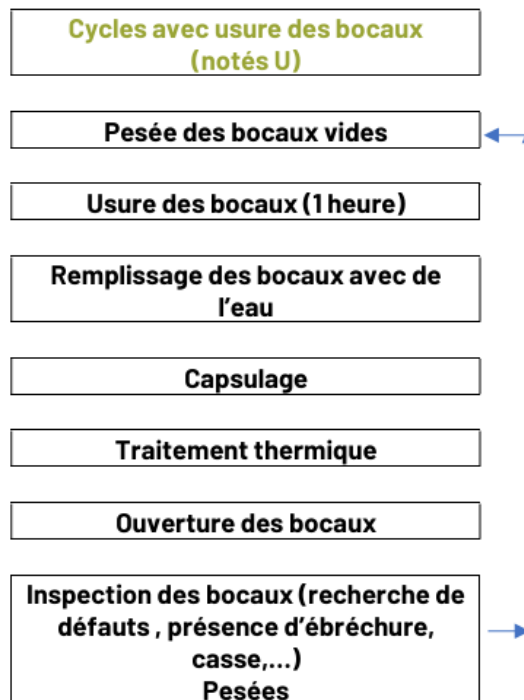 Cycles avec usure des bocaux
(notés U)
Pesée des bocaux vides
Usure des bocaux (1 heure)
Remplissage des bocaux avec de
l'eau
Capsulage
Traitement thermique
Ouverture des bocaux
Inspection des bocaux (recherche de
défauts , présence d'ébréchure,
casse,...)
Pesées